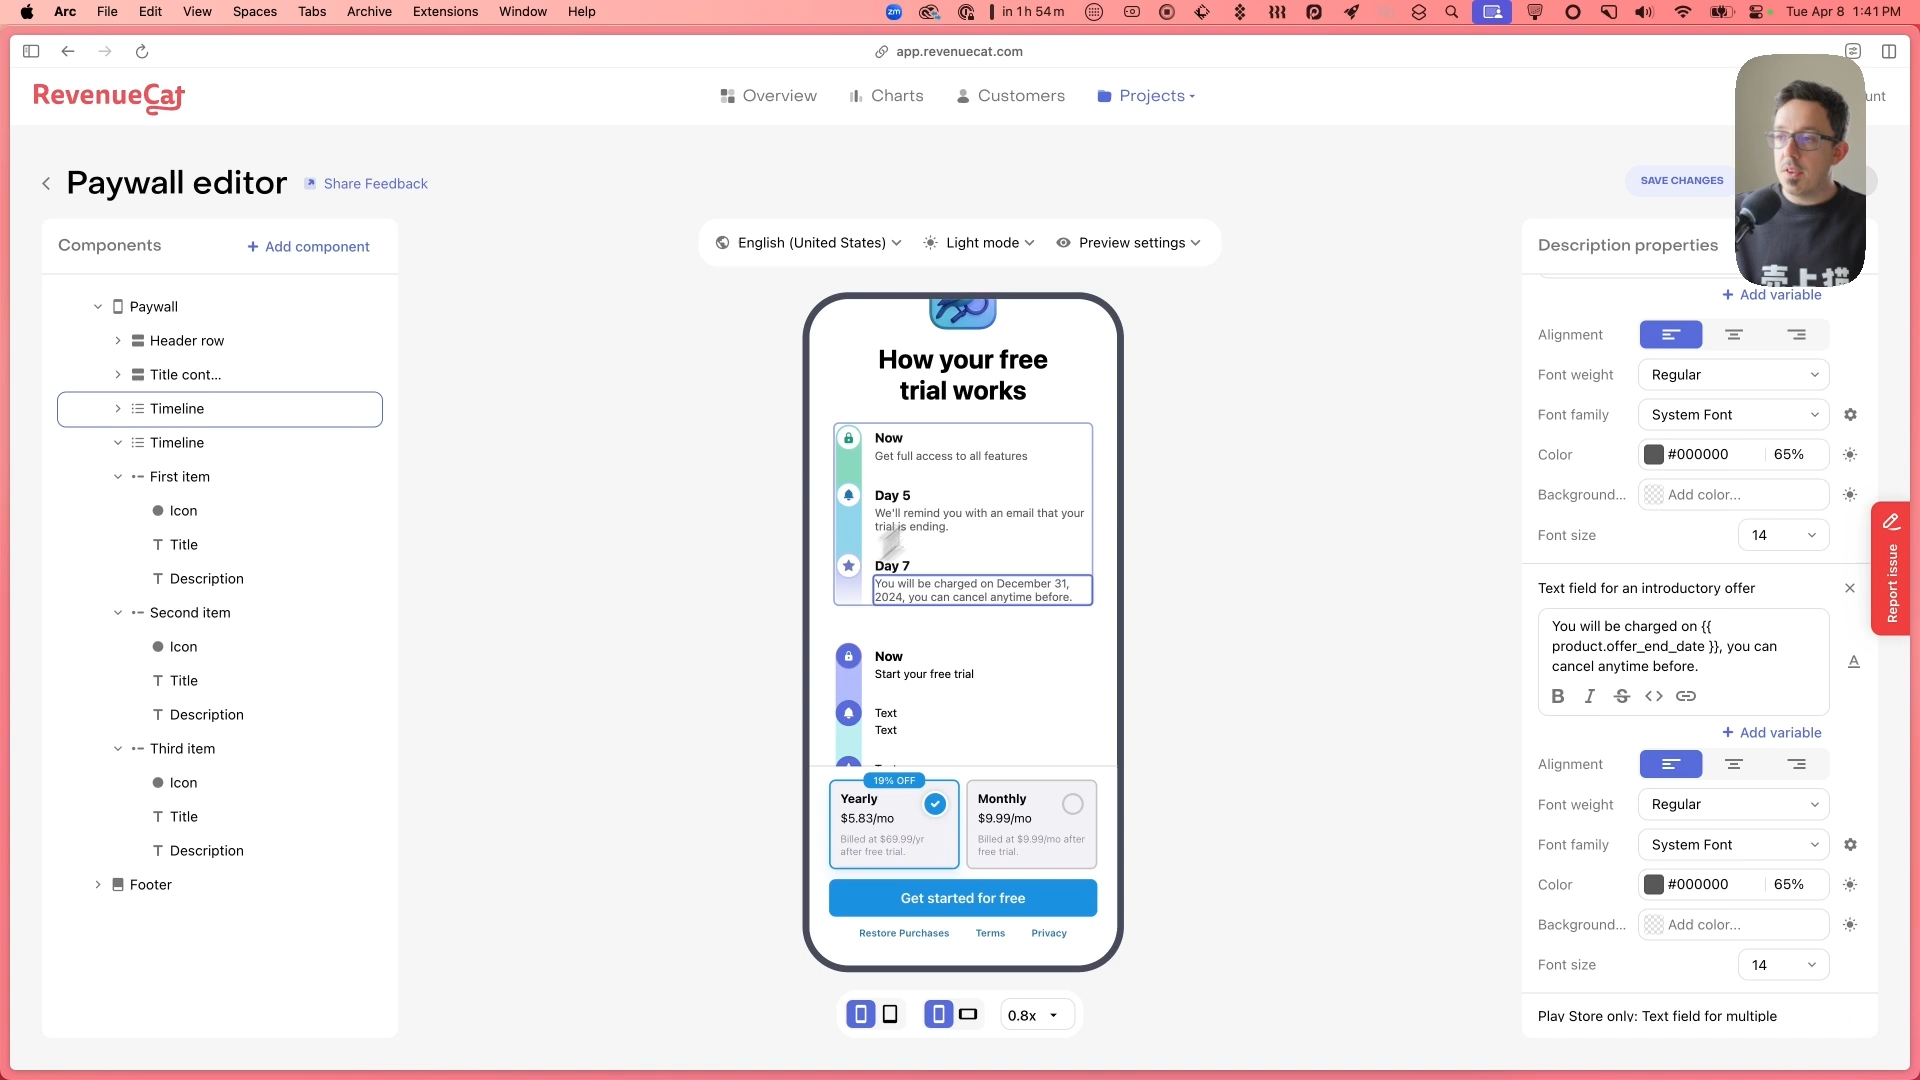 Arc File Edit View Spaces Tabs Archive Extensions Window Help
zm in 1h 54m Tue Apr 8 1:41 PM
app.revenuecat.com
RevenueCat
Overview Charts Customers Projects
unt
Paywall editor Share Feedback
SAVE CHANGES
Components + Add component
English (United States) Light mode Preview settings
Description properties
Paywall
Header row
Title cont...
Timeline
Timeline
First item
Icon
Title
Description
Second item
Icon
Title
Description
Third item
Icon
Title
Description
Footer
How your free
trial works
Now
Get full access to all features
Day 5
We'll remind you with an email that your
trial is ending.
Day 7
You will be charged on December 31,
2024, you can cancel anytime before.
Now
Start your free trial
Text
Text
19% OFF
Yearly
$5.83/mo
Billed at $69.99/yr
after free trial.
Monthly
$9.99/mo
Billed at $9.99/mo after
free trial.
Get started for free
Restore Purchases Terms Privacy
0.8x
+ Add variable
Alignment
Font weight Regular
Font family System Font
Color #000000 65%
Background... Add color...
Font size 14
Text field for an introductory offer
You will be charged on {{
product.offer_end_date }}, you can
cancel anytime before.
B I S <> A
+ Add variable
Alignment
Font weight Regular
Font family System Font
Color #000000 65%
Background... Add color...
Font size 14
Play Store only: Text field for multiple
Report issue